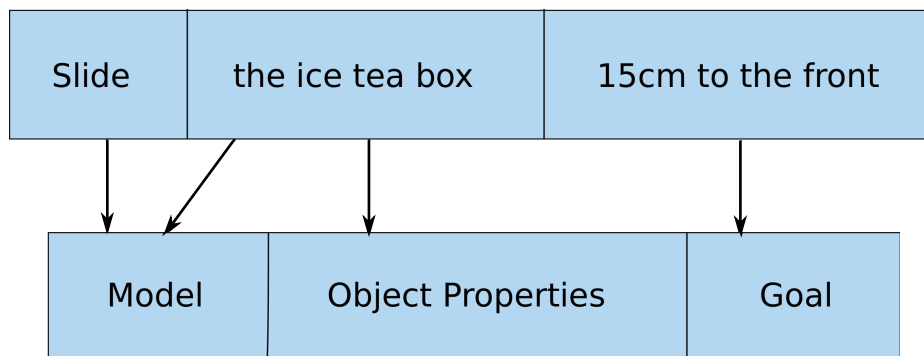 Slide the ice tea box 15cm to the front
Model Object Properties Goal